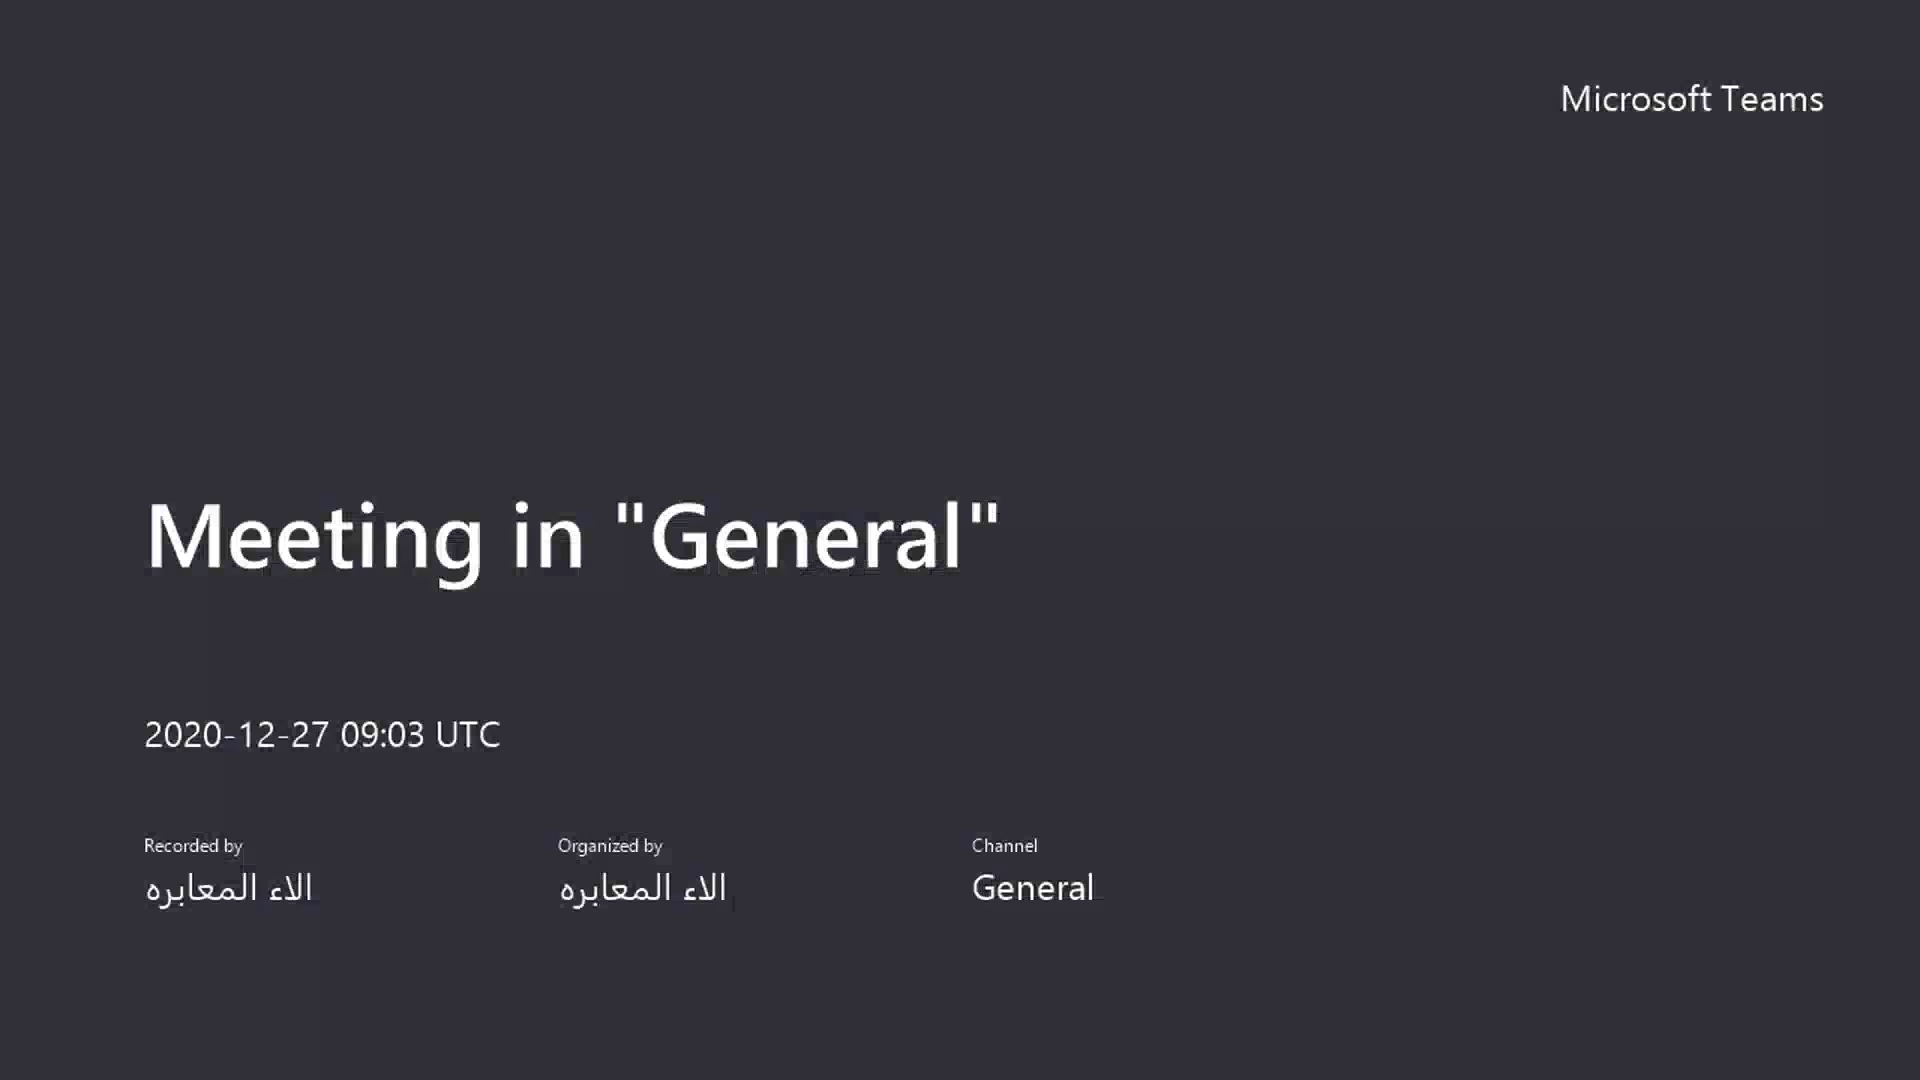 Microsoft Teams
Meeting in "General"
2020-12-27 09:03 UTC
Recorded by
الاء المعابره
Organized by
الاء المعابره
Channel
General